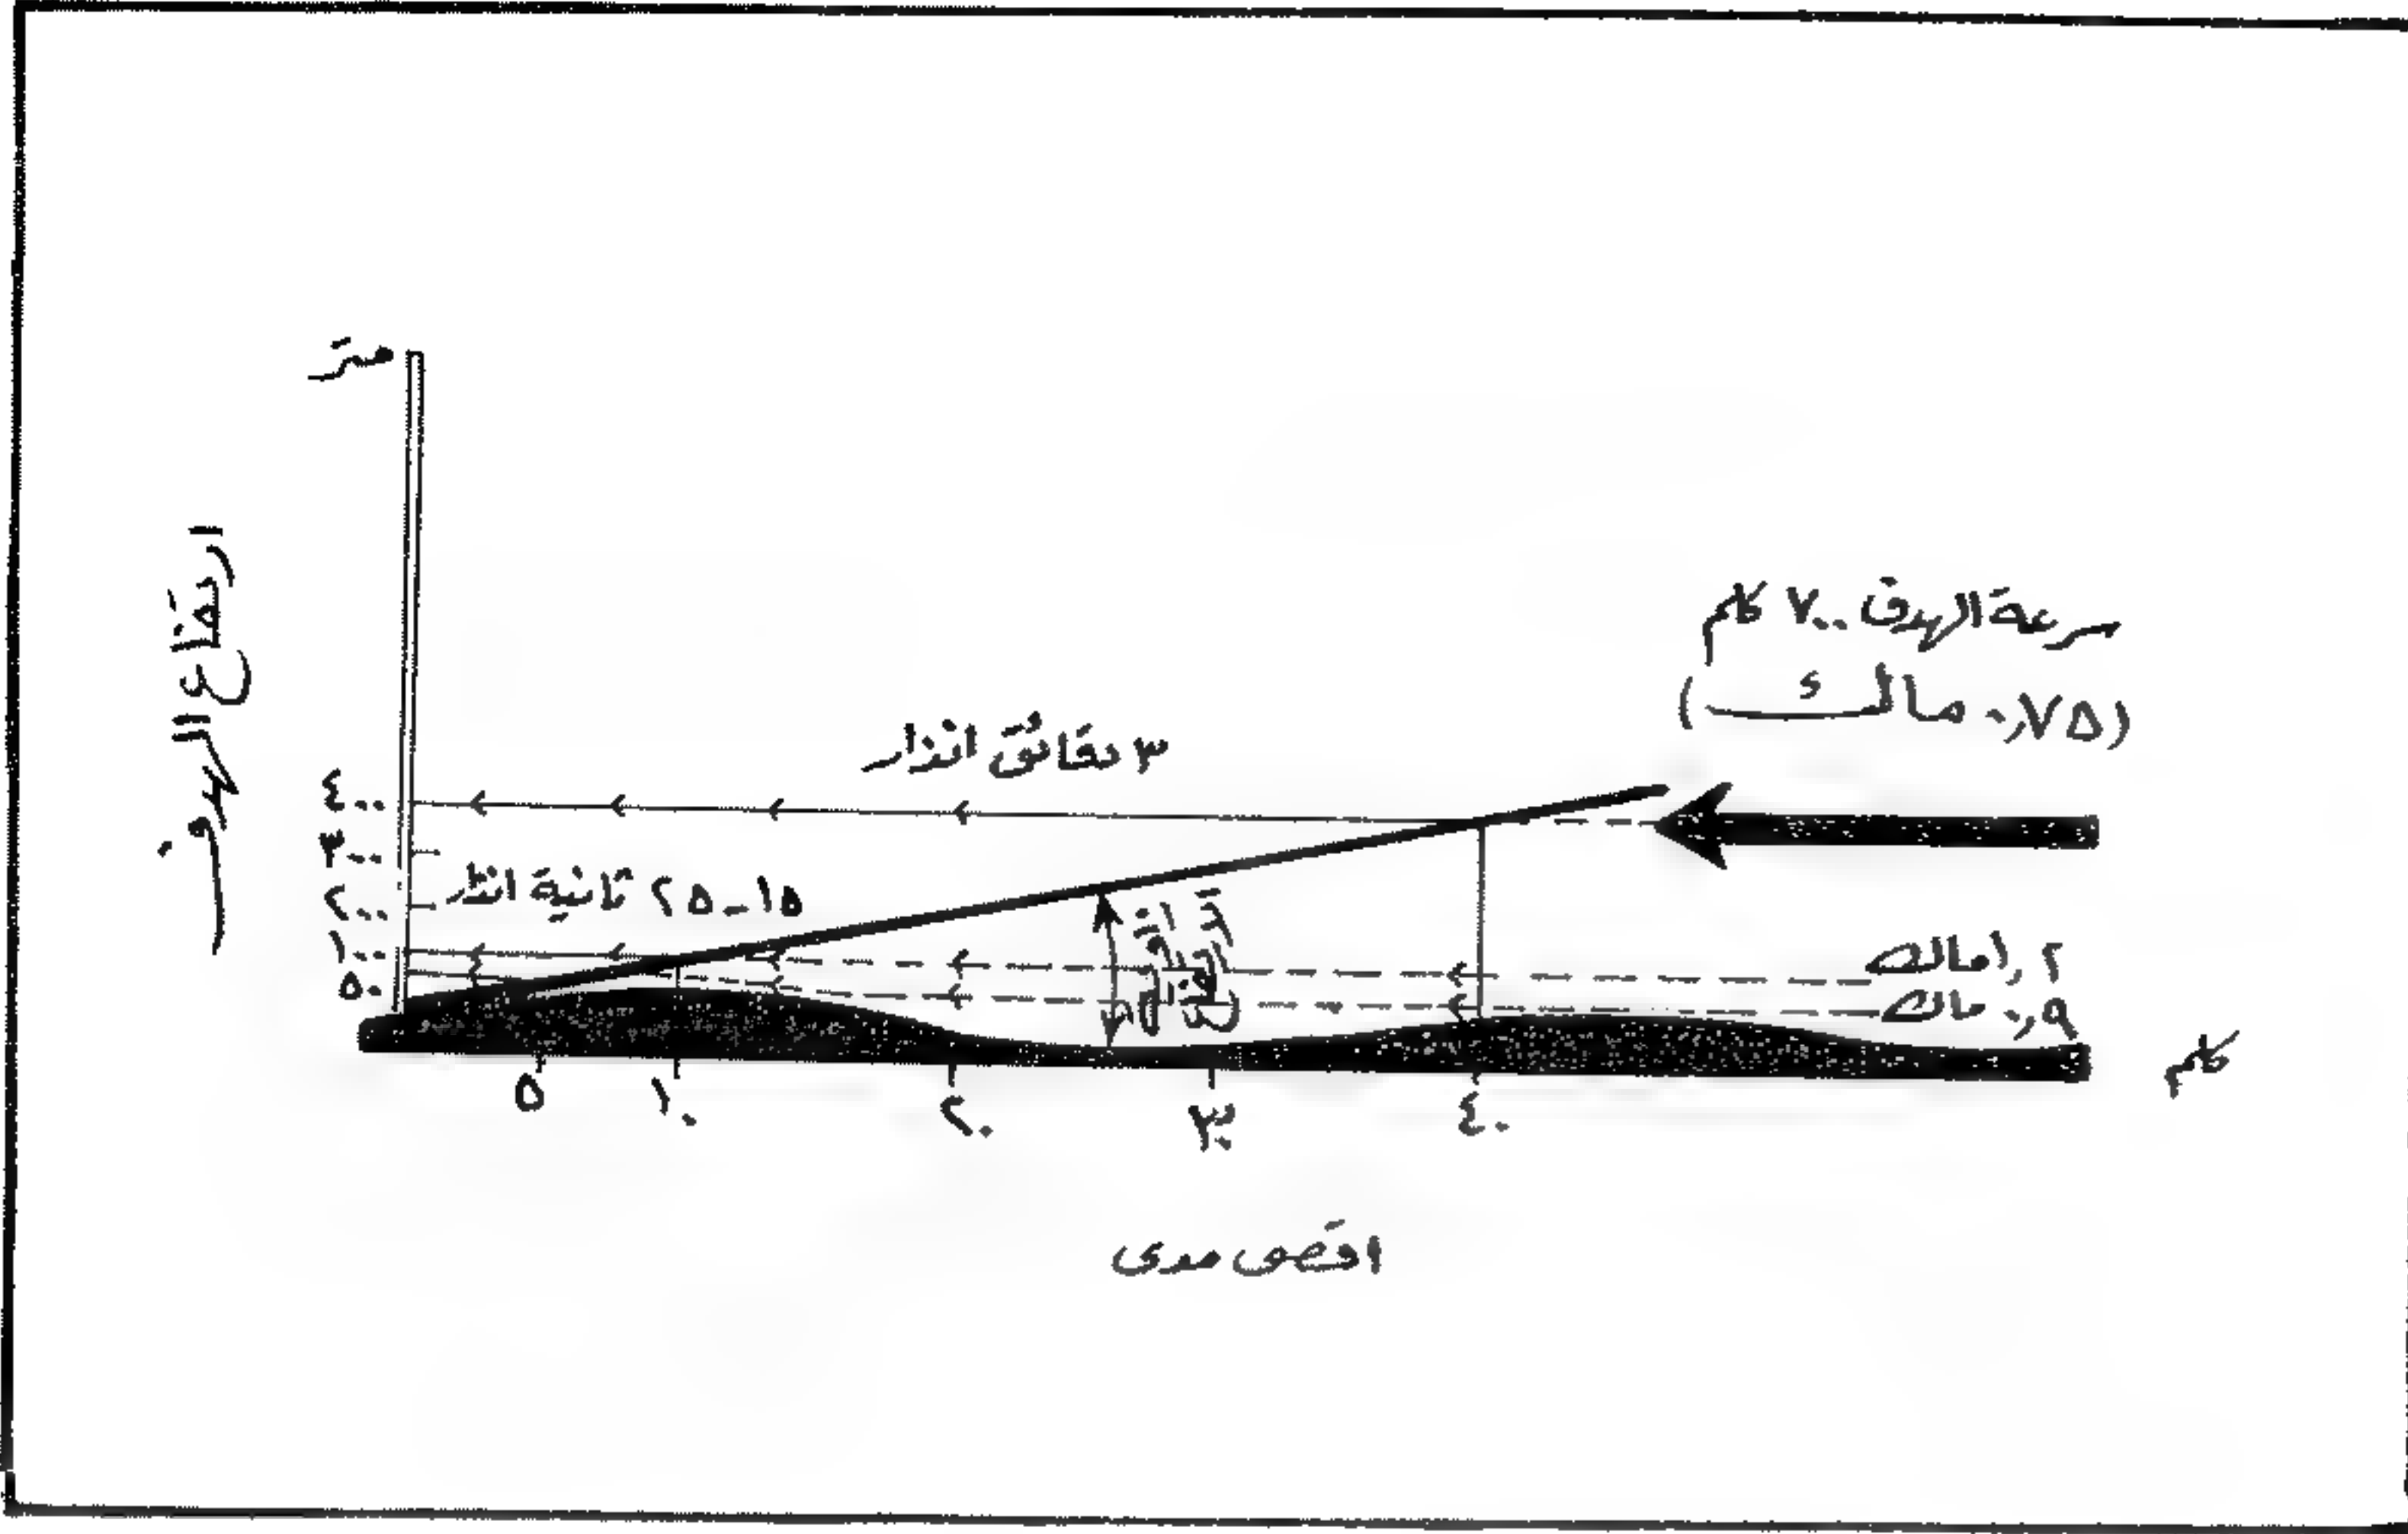 متر
ارتفاع الهدف
سرعة الهدف ٧٠٠ كلم
(٠,٧٥ ماك)
٣ دقائق انذار
٤٠٠
٣٠٠
٢٠٠
١٥-٢٥ ثانية انذار
١٠٠
٥٠
١,٢ ماك
٠,٩ ماك
كلم
٥
١٠
٢٠
٣٠
٤٠
اقصى مدى